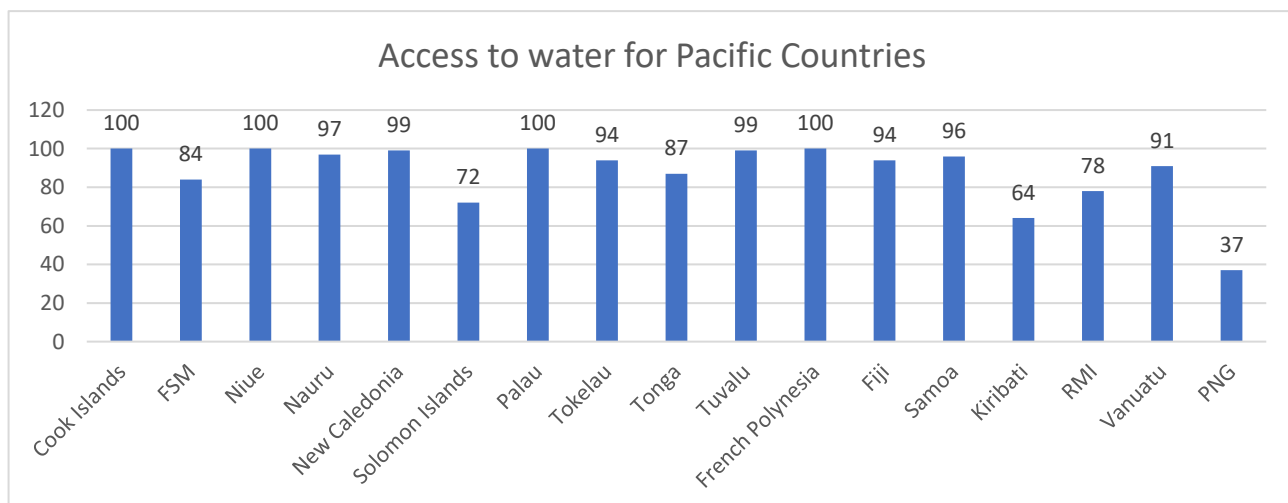 Access to water for Pacific Countries
120
100
80
60
40
20
0
100
84
100
97
99
72
100
94
87
99
100
94
96
64
78
91
37
Cook Islands
FSM
Niue
Nauru
New Caledonia
Solomon Islands
Palau
Tokelau
Tonga
Tuvalu
French Polynesia
Fiji
Samoa
Kiribati
RMI
Vanuatu
PNG